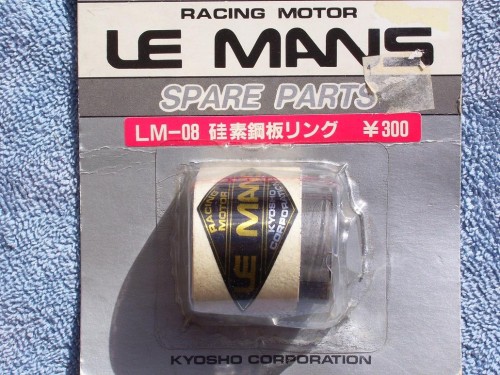 RACING MOTOR
LE MANS
SPARE PARTS
LM-08 硅素鋼板リング ¥300
RACING
MOTOR
LE MANS
KYOSHO
CORPORATION
KYOSHO CORPORATION